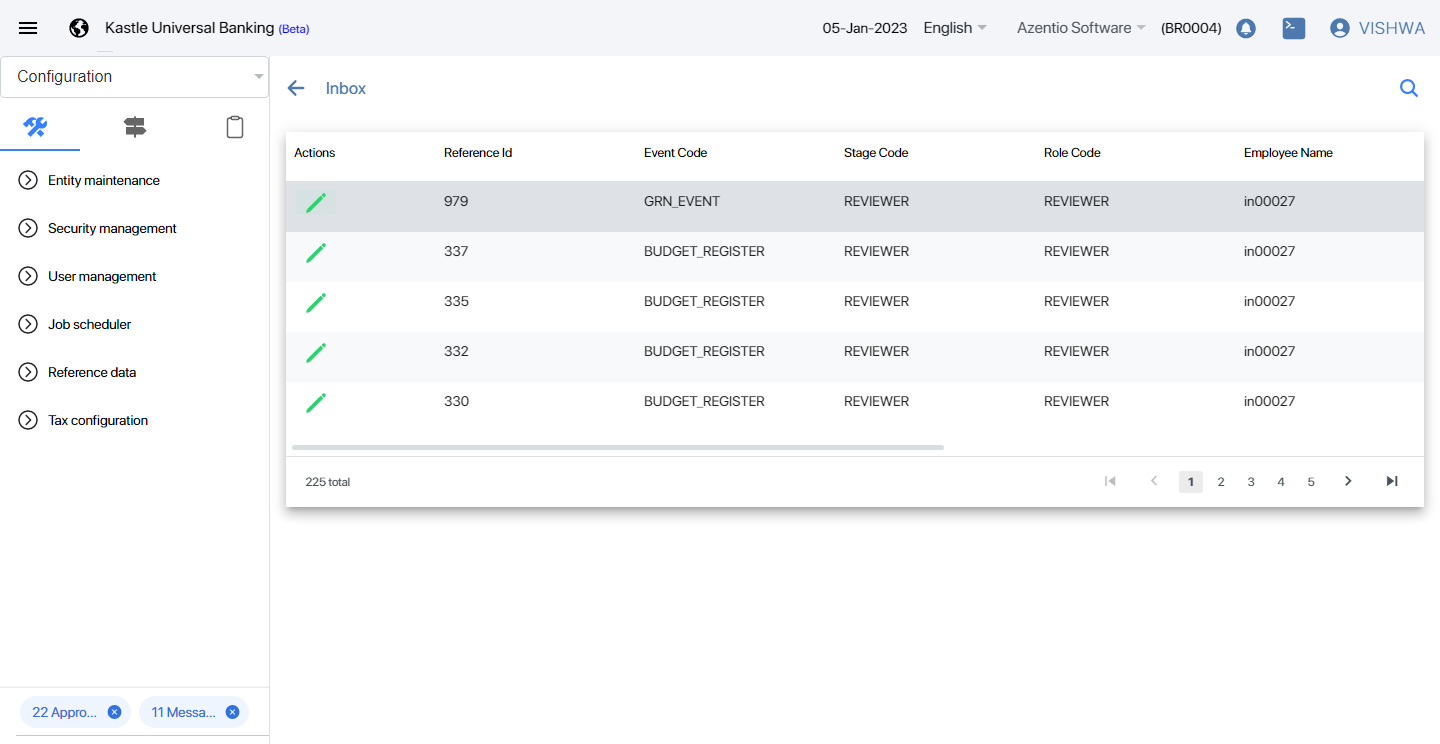 Kastle Universal Banking (Beta) 05-Jan-2023 English Azentio Software (BR0004) VISHWA
Configuration
Inbox
Entity maintenance
Security management
User management
Job scheduler
Reference data
Tax configuration
Actions Reference Id Event Code Stage Code Role Code Employee Name
979 GRN_EVENT REVIEWER REVIEWER in00027
337 BUDGET_REGISTER REVIEWER REVIEWER in00027
335 BUDGET_REGISTER REVIEWER REVIEWER in00027
332 BUDGET_REGISTER REVIEWER REVIEWER in00027
330 BUDGET_REGISTER REVIEWER REVIEWER in00027
225 total 1 2 3 4 5
22 Appro... 11 Messa...